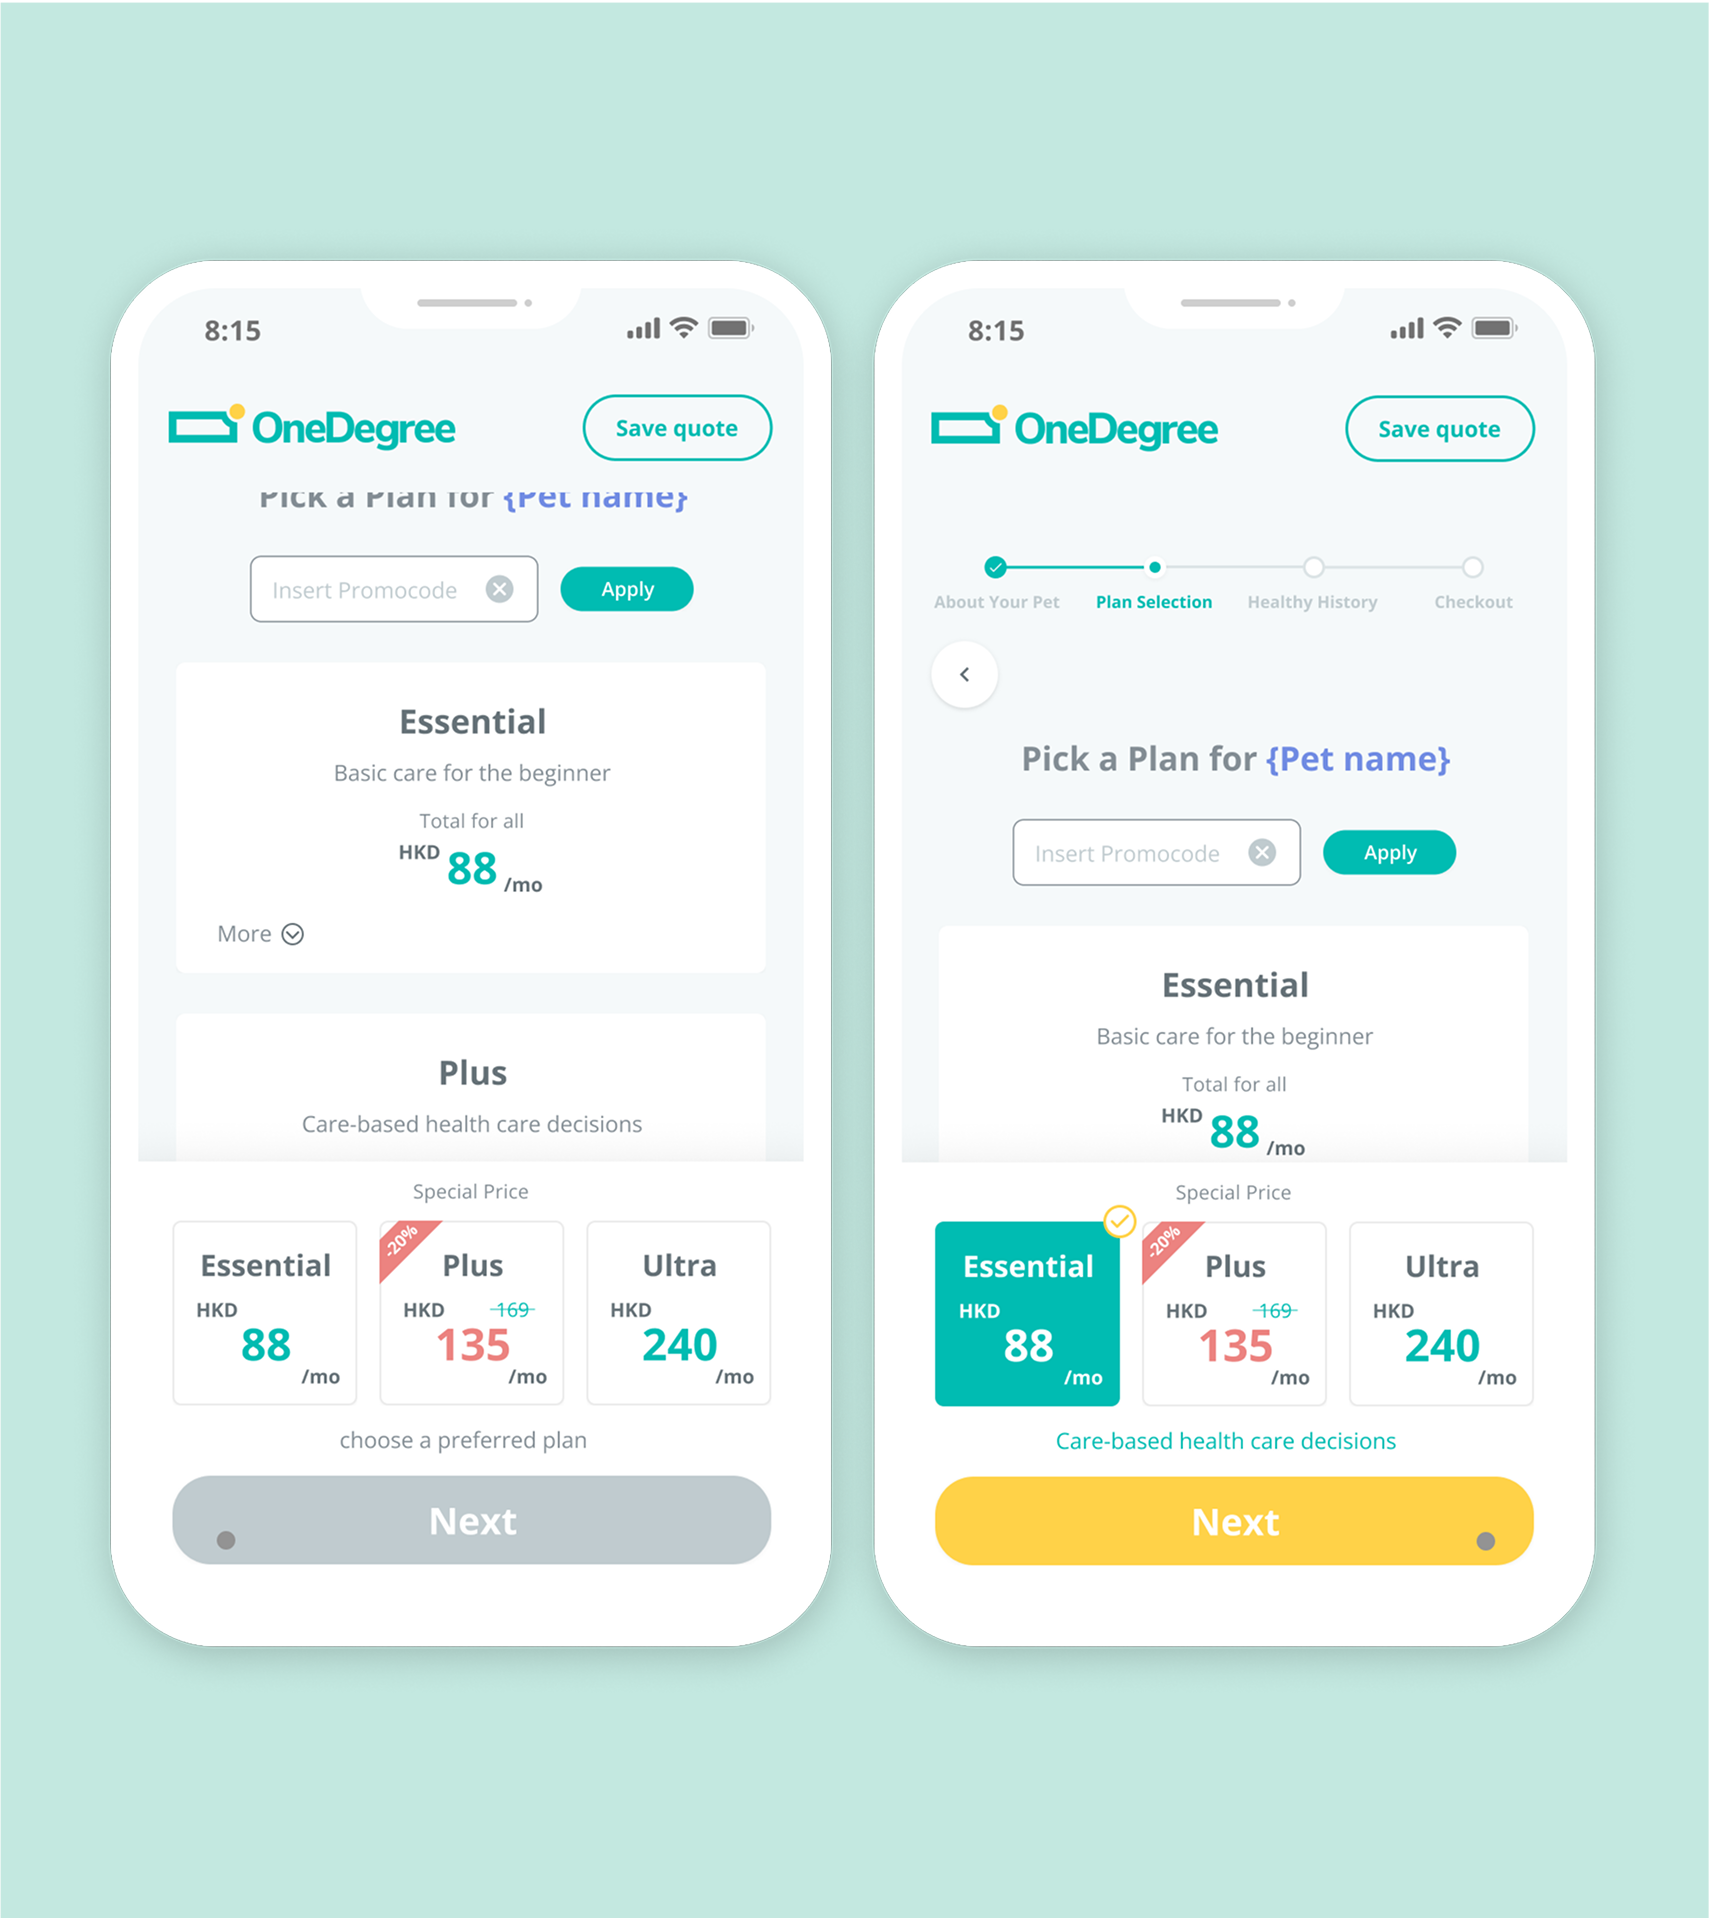 8:15
OneDegree
Save quote
Pick a Plan for {Pet name}
Insert Promocode
Apply
Essential
Basic care for the beginner
Total for all
HKD 88 /mo
More
Plus
Care-based health care decisions
Special Price
Essential
HKD
88
/mo
-20%
Plus
HKD 169
135
/mo
Ultra
HKD
240
/mo
choose a preferred plan
Next
8:15
OneDegree
Save quote
About Your Pet
Plan Selection
Healthy History
Checkout
Pick a Plan for {Pet name}
Insert Promocode
Apply
Essential
Basic care for the beginner
Total for all
HKD 88 /mo
Special Price
Essential
HKD
88
/mo
-20%
Plus
HKD 169
135
/mo
Ultra
HKD
240
/mo
Care-based health care decisions
Next